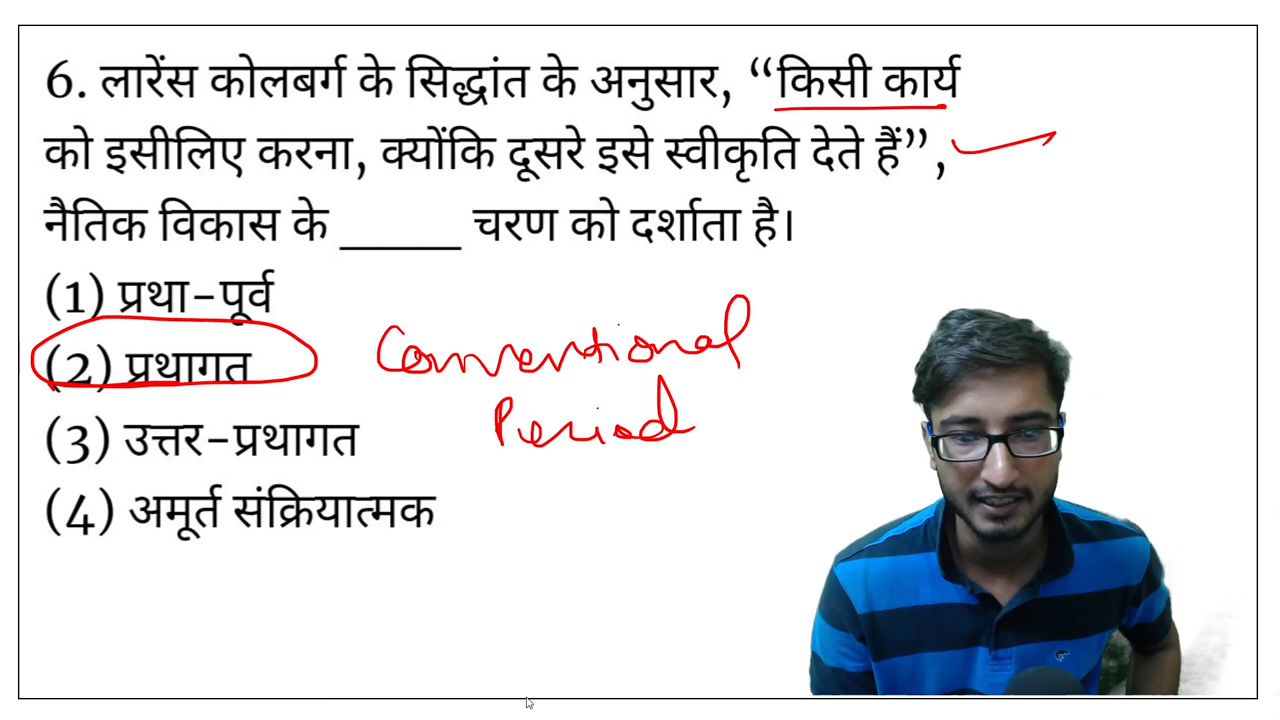 6. लारेंस कोलबर्ग के सिद्धांत के अनुसार, “किसी कार्य
को इसीलिए करना, क्योंकि दूसरे इसे स्वीकृति देते हैं”,
नैतिक विकास के _____ चरण को दर्शाता है।
(1) प्रथा-पूर्व
(2) प्रथागत
Conventional
Period
(3) उत्तर-प्रथागत
(4) अमूर्त संक्रियात्मक